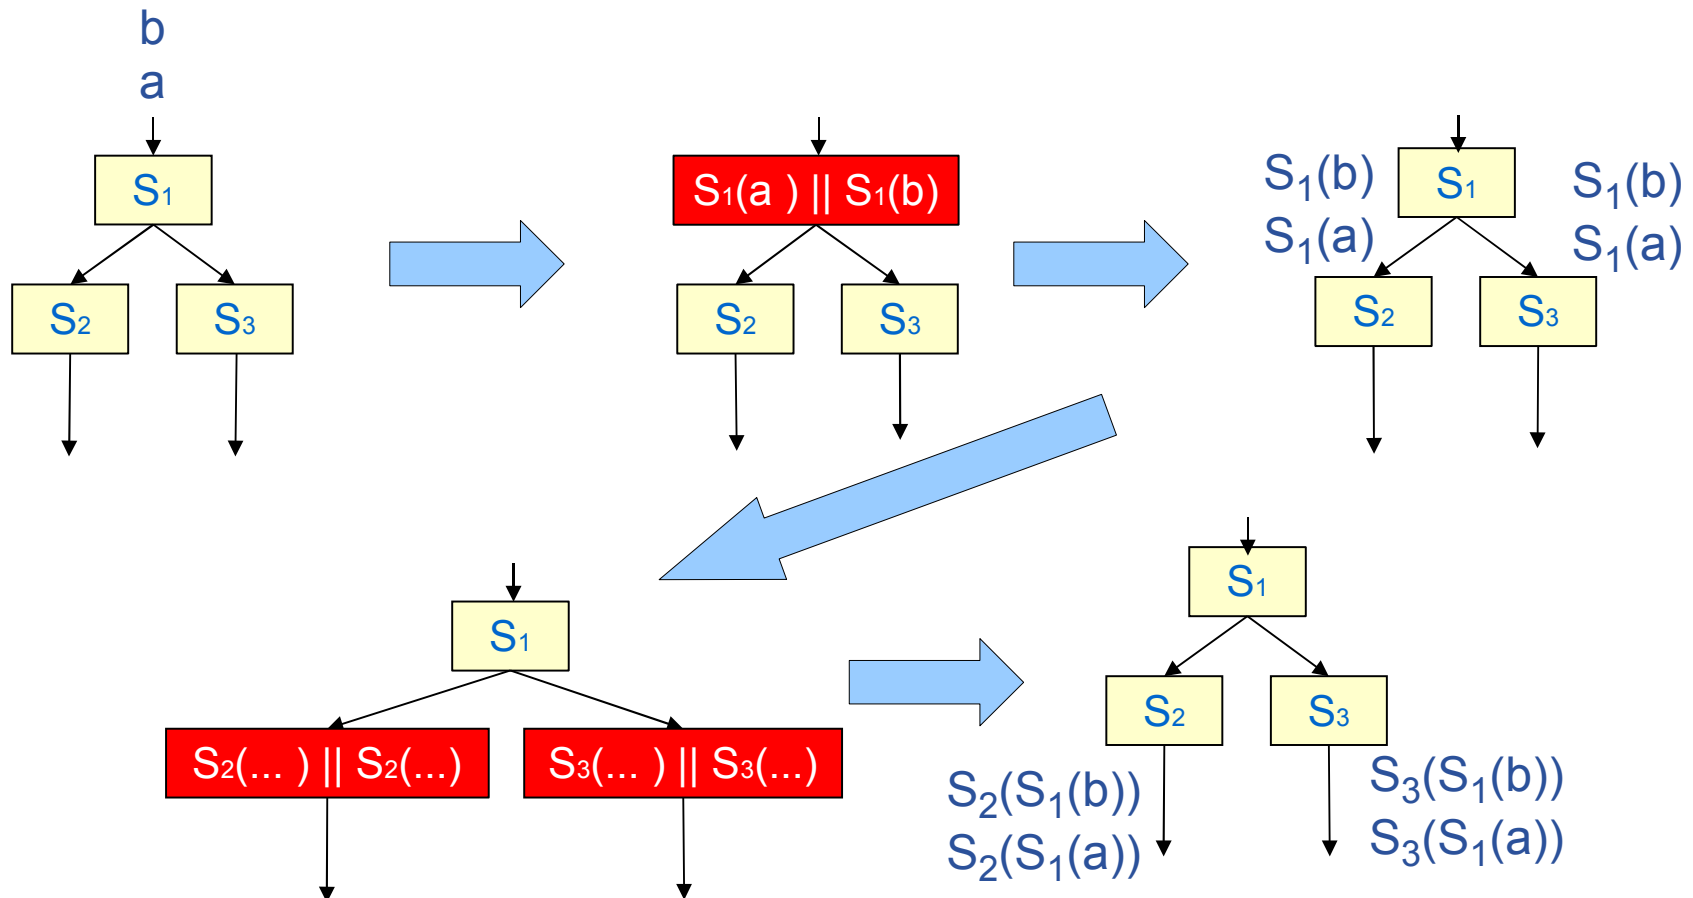 b
a
S₁
S₂ S₃
S₁(a ) || S₁(b)
S₂ S₃
S₁(b) S₁ S₁(b)
S₁(a) S₁(a)
S₂ S₃
S₁
S₂(... ) || S₂(...) S₃(... ) || S₃(...)
S₁
S₂ S₃
S₂(S₁(b)) S₃(S₁(b))
S₂(S₁(a)) S₃(S₁(a))